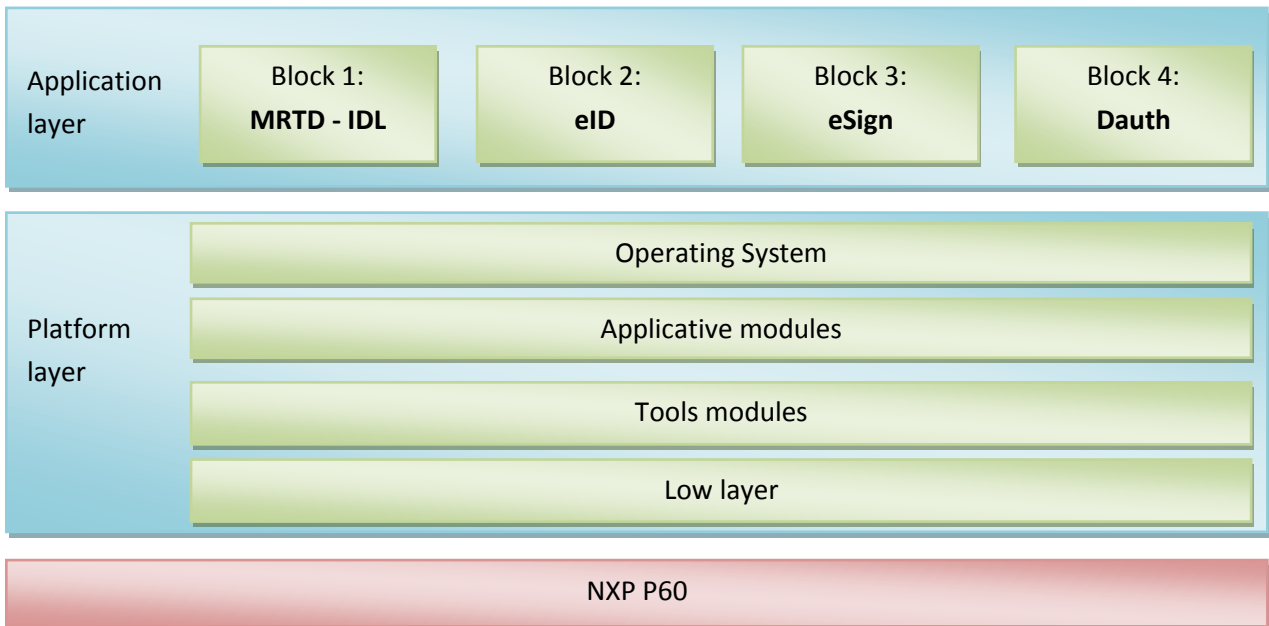 Application
layer
Block 1:
MRTD - IDL
Block 2:
eID
Block 3:
eSign
Block 4:
Dauth
Platform
layer
Operating System
Applicative modules
Tools modules
Low layer
NXP P60